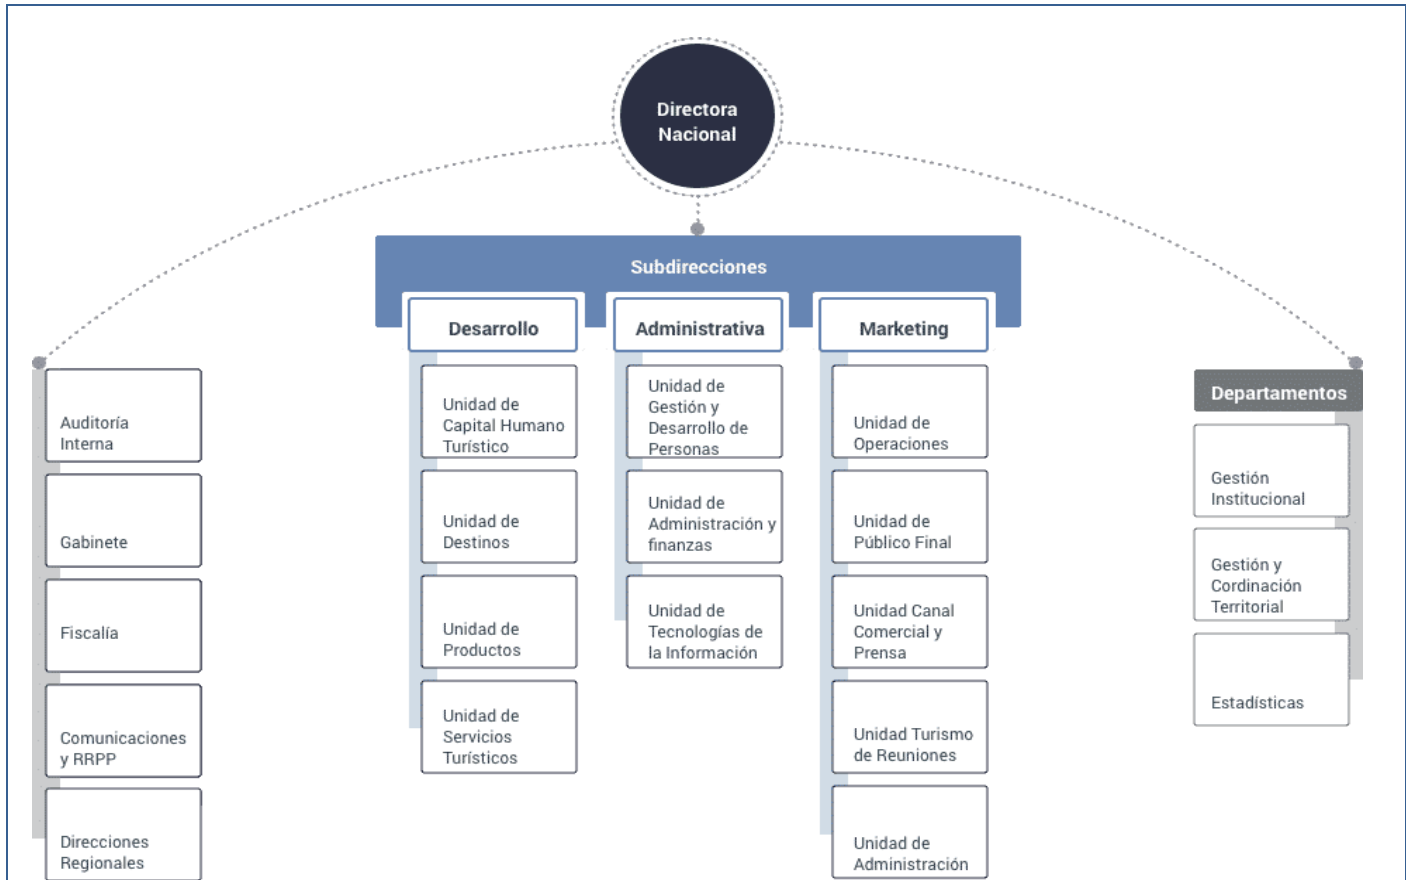 Directora
Nacional
Subdirecciones
Desarrollo
Administrativa
Marketing
Auditoría
Interna
Gabinete
Fiscalía
Comunicaciones
y RRPP
Direcciones
Regionales
Unidad de
Capital Humano
Turístico
Unidad de
Destinos
Unidad de
Productos
Unidad de
Servicios
Turísticos
Unidad de
Gestión y
Desarrollo de
Personas
Unidad de
Administración y
finanzas
Unidad de
Tecnologías de
la Información
Unidad de
Operaciones
Unidad de
Público Final
Unidad Canal
Comercial y
Prensa
Unidad Turismo
de Reuniones
Unidad de
Administración
Departamentos
Gestión
Institucional
Gestión y
Cordinación
Territorial
Estadísticas